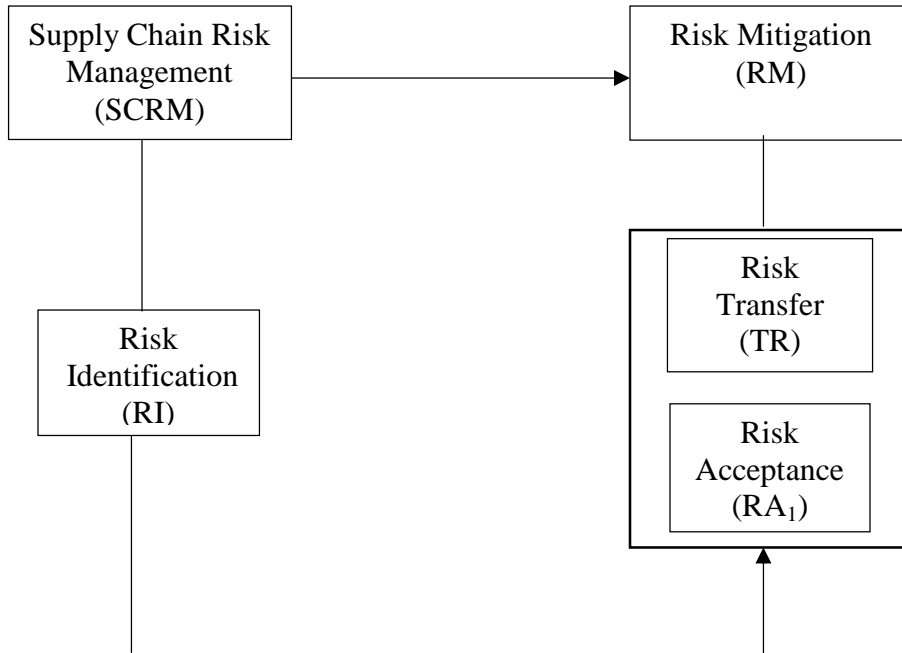 Supply Chain Risk
Management
(SCRM)
Risk Mitigation
(RM)
Risk
Identification
(RI)
Risk
Transfer
(TR)
Risk
Acceptance
(RA₁)